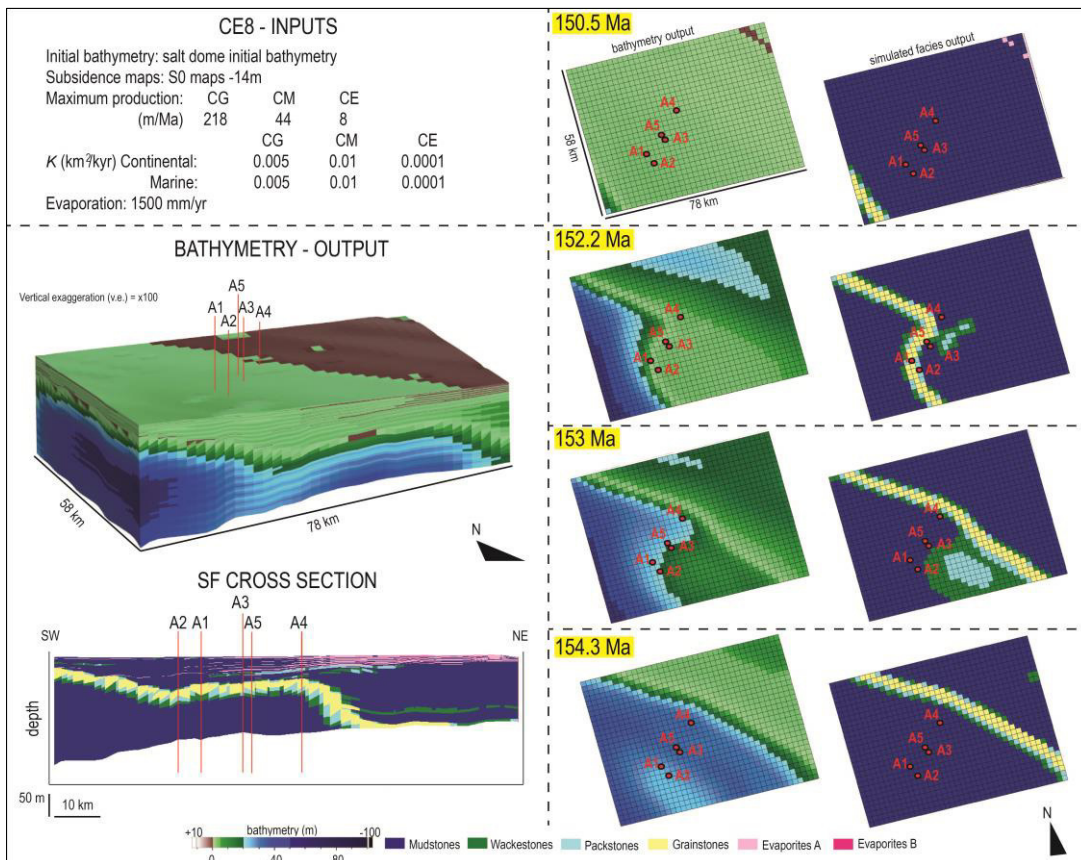 CE8 - INPUTS
Initial bathymetry: salt dome initial bathymetry
Subsidence maps: S0 maps -14m
Maximum production: CG CM CE
(m/Ma) 218 44 8
CG CM CE
K (km²/kyr) Continental: 0.005 0.01 0.0001
Marine: 0.005 0.01 0.0001
Evaporation: 1500 mm/yr
BATHYMETRY - OUTPUT
Vertical exaggeration (v.e.) = x100
A5
A1 A3 A4
A2
58 km
78 km
N
SF CROSS SECTION
A3
SW A2 A1 A5 A4 NE
depth
50 m
10 km
150.5 Ma
bathymetry output
simulated facies output
A4
A5
A3
A1
A2
58 km
78 km
A4
A5
A3
A1
A2
152.2 Ma
A4
A5
A3
A1
A2
A4
A5
A3
A1
A2
153 Ma
A4
A5
A3
A1
A2
A4
A5
A3
A1
A2
154.3 Ma
A4
A5
A3
A1
A2
A4
A5
A3
A1
A2
N
+10 bathymetry (m) -100
0 40 80
Mudstones Wackestones Packstones Grainstones Evaporites A Evaporites B